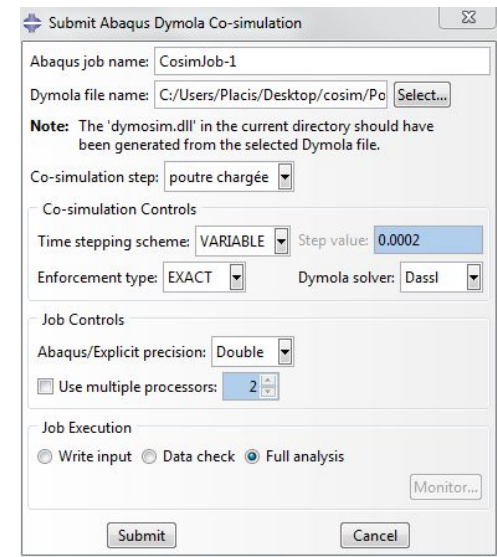 Submit Abaqus Dymola Co-simulation
Abaqus job name: CosimJob-1
Dymola file name: C:/Users/Placis/Desktop/cosim/Po Select...
Note: The 'dymosim.dll' in the current directory should have
been generated from the selected Dymola file.
Co-simulation step: poutre chargée
Co-simulation Controls
Time stepping scheme: VARIABLE Step value: 0.0002
Enforcement type: EXACT Dymola solver: Dassl
Job Controls
Abaqus/Explicit precision: Double
Use multiple processors: 2
Job Execution
Write input Data check Full analysis
Monitor...
Submit Cancel